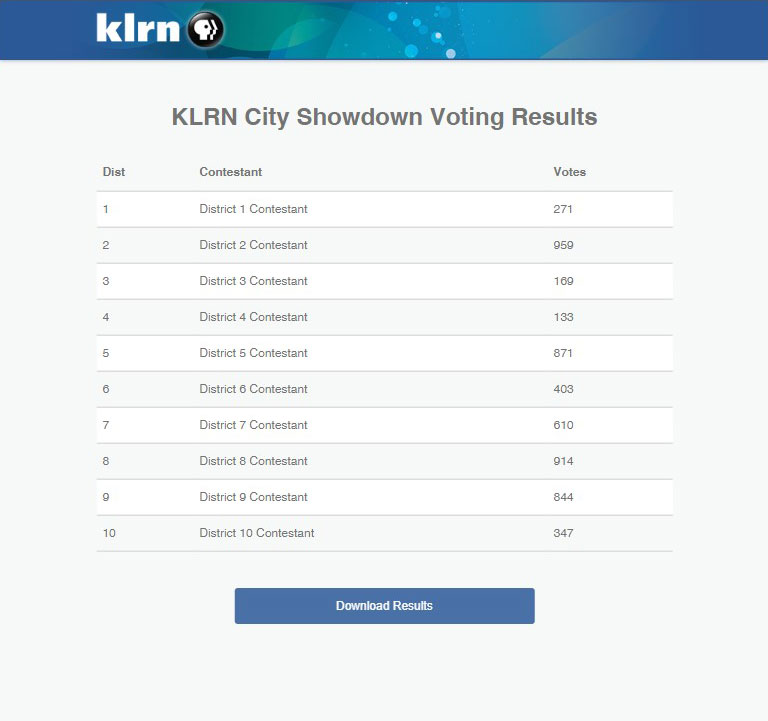 klrn
KLRN City Showdown Voting Results
Dist Contestant Votes
1 District 1 Contestant 271
2 District 2 Contestant 959
3 District 3 Contestant 169
4 District 4 Contestant 133
5 District 5 Contestant 871
6 District 6 Contestant 403
7 District 7 Contestant 610
8 District 8 Contestant 914
9 District 9 Contestant 844
10 District 10 Contestant 347
Download Results